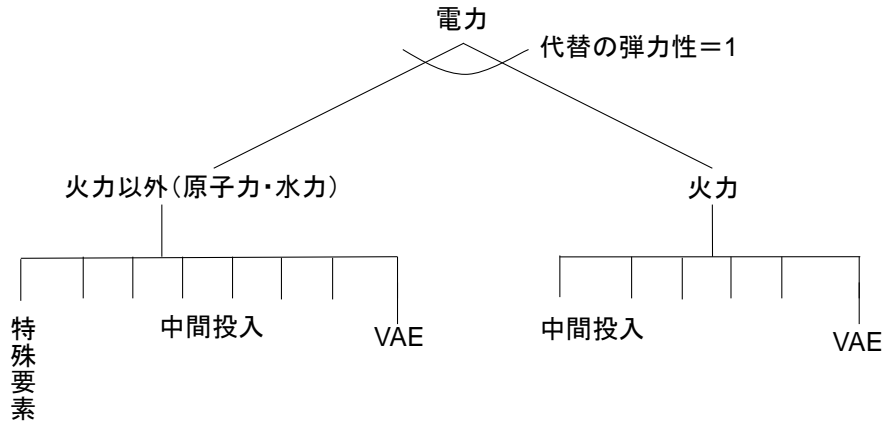 電力
代替の弾力性＝1
火力以外（原子力・水力）
火力
特殊要素
中間投入
VAE
中間投入
VAE